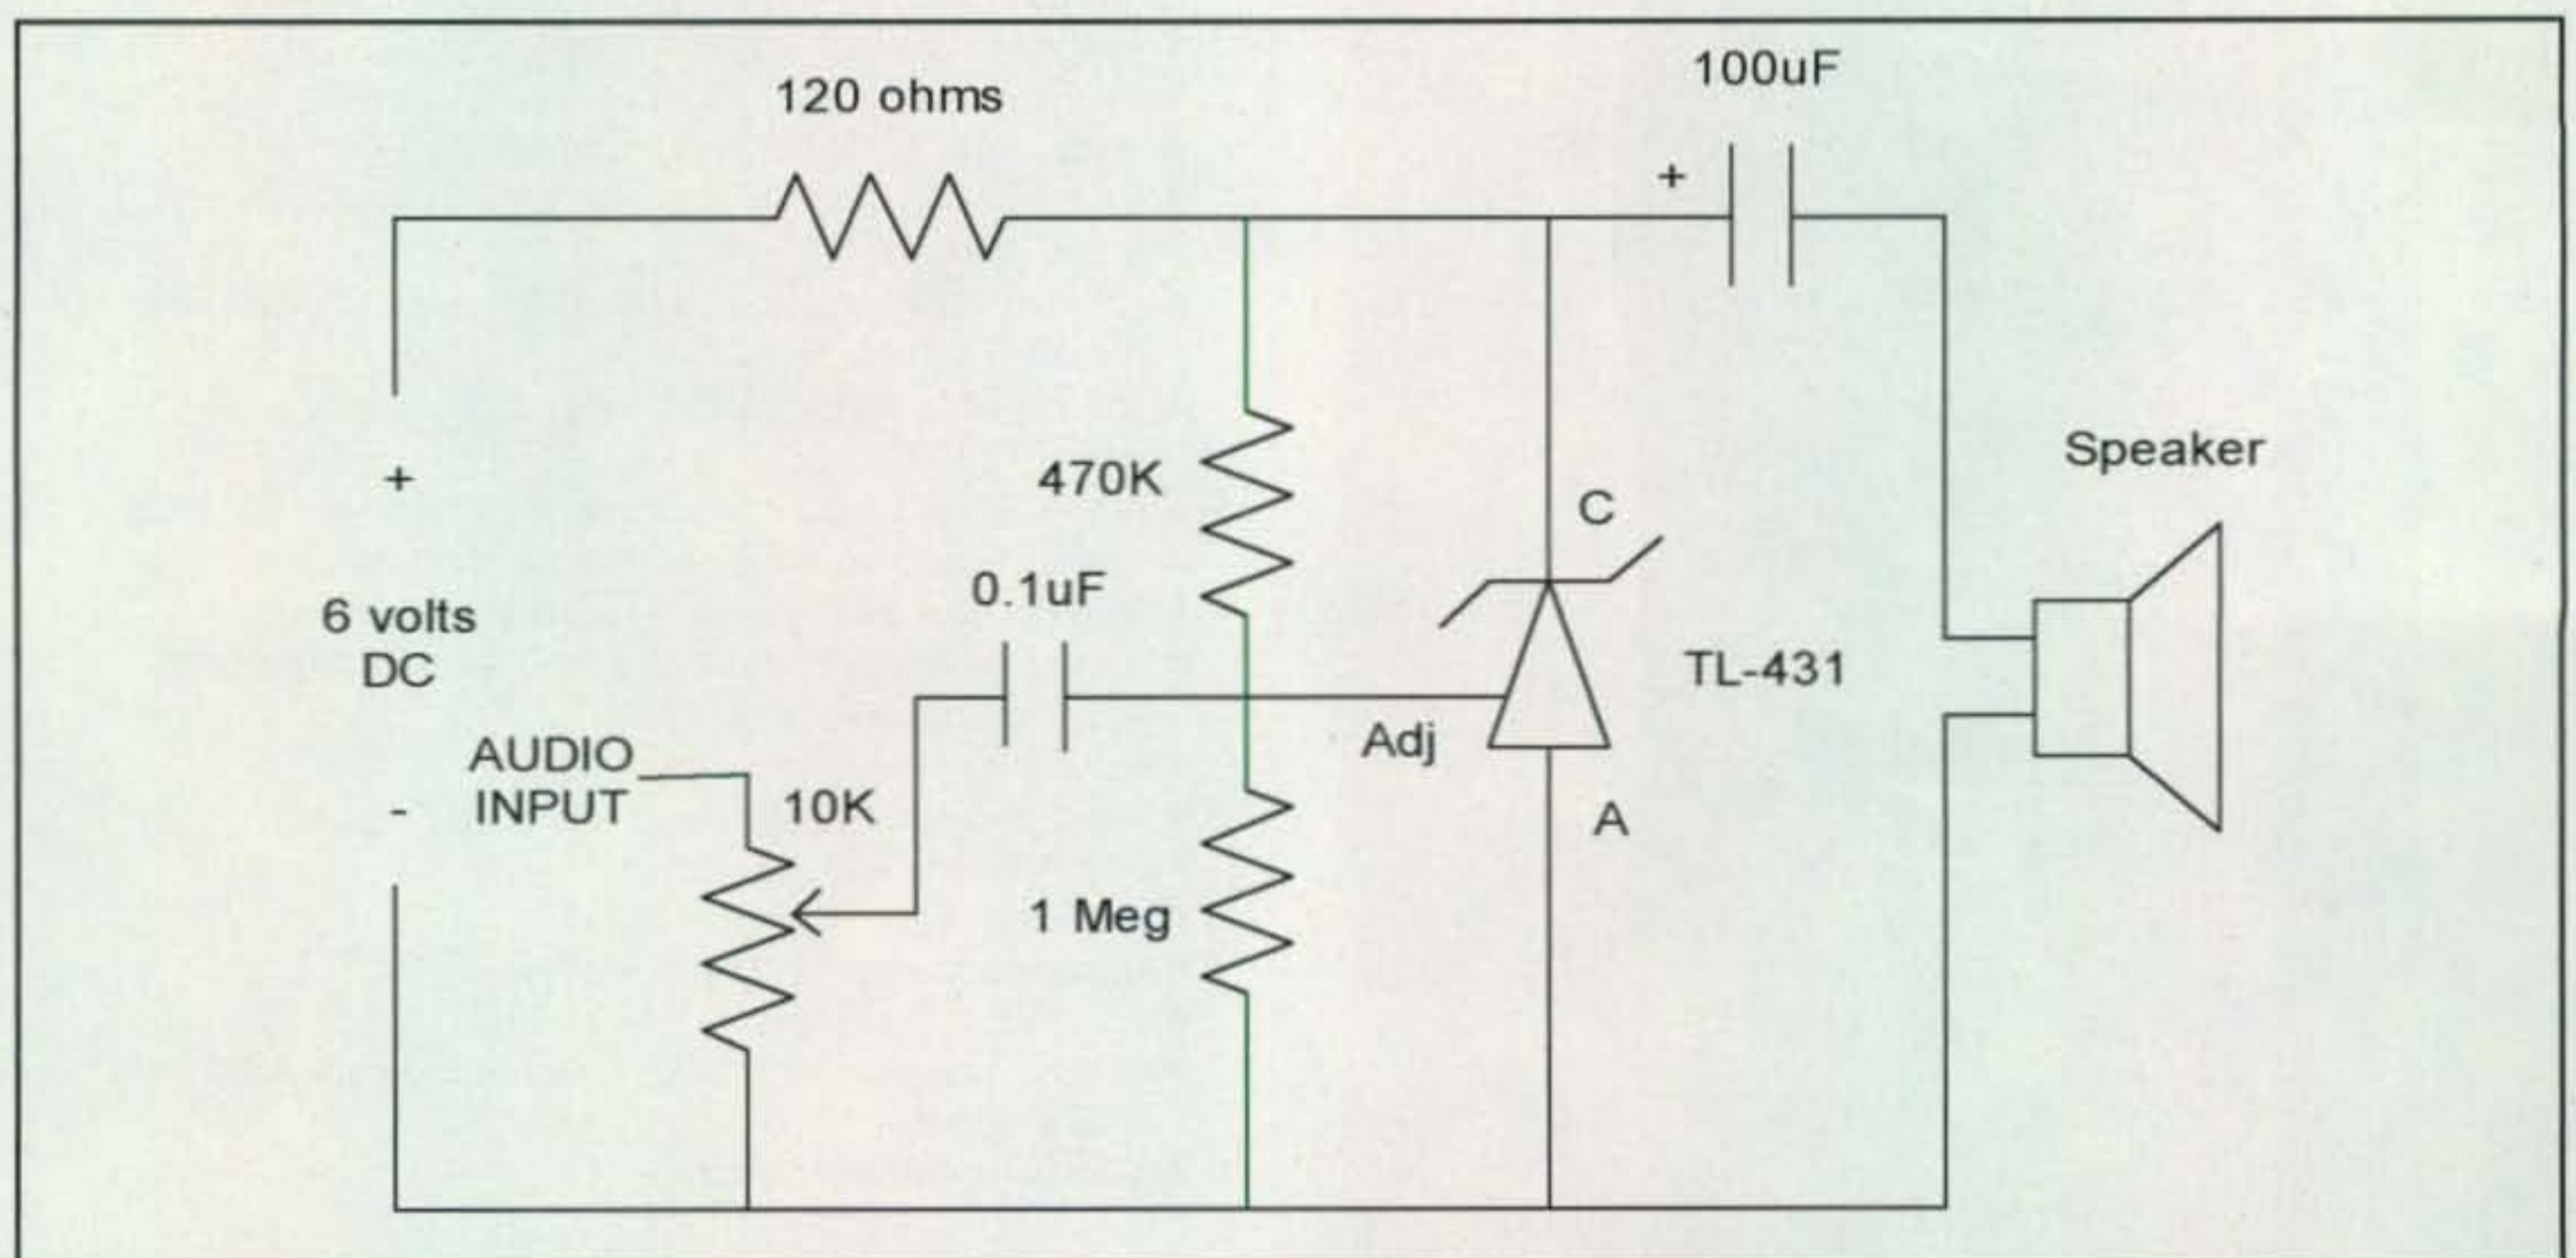 120 ohms
100uF
+
+
470K
C
Speaker
0.1uF
6 volts
DC
TL-431
Adj
AUDIO
INPUT
10K
-
A
1 Meg